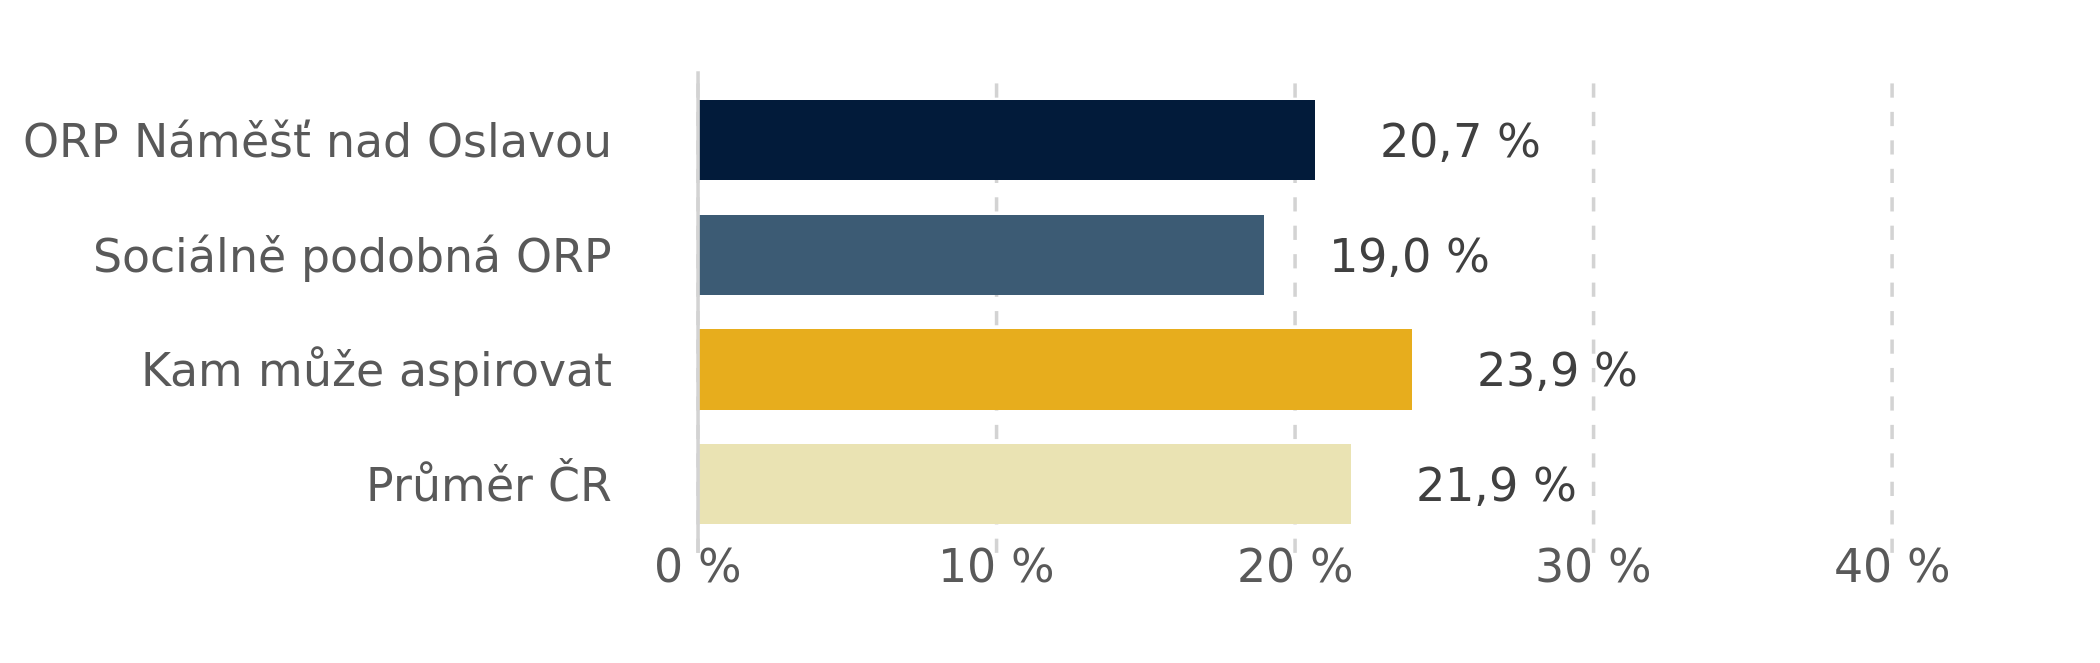 ORP Náměšť nad Oslavou 20,7 %
Sociálně podobná ORP 19,0 %
Kam může aspirovat 23,9 %
Průměr ČR 21,9 %
0 % 10 % 20 % 30 % 40 %